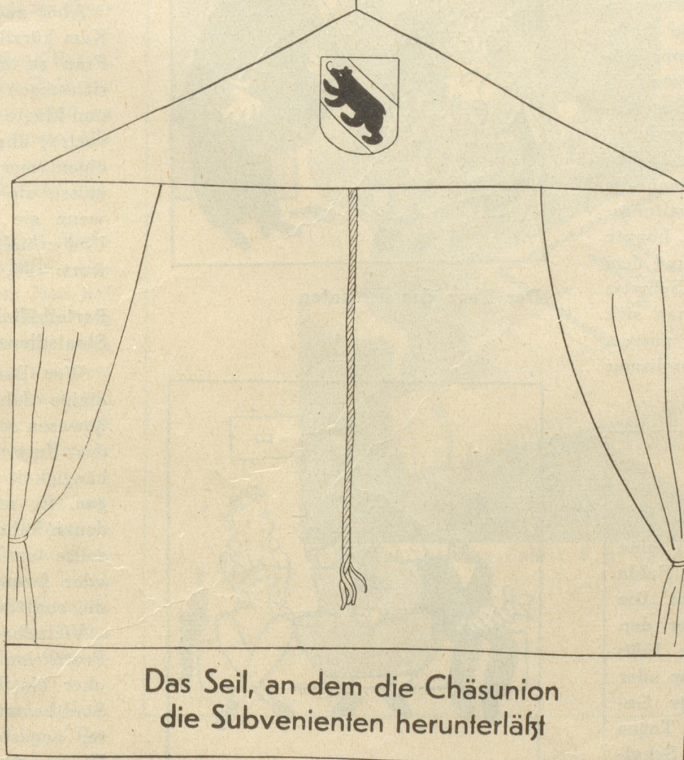 Das Seil, an dem die Chäsunion
die Subvenienten herunterläßt